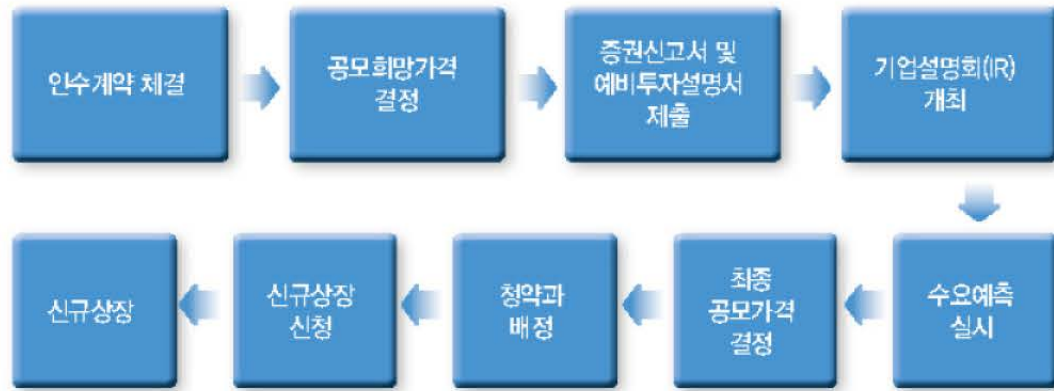 인수계약 체결
공모희망가격
결정
증권신고서 및
예비투자설명서
제출
기업설명회(IR)
개최
수요예측
실시
최종
공모가격
결정
청약과
배정
신규상장
신청
신규상장